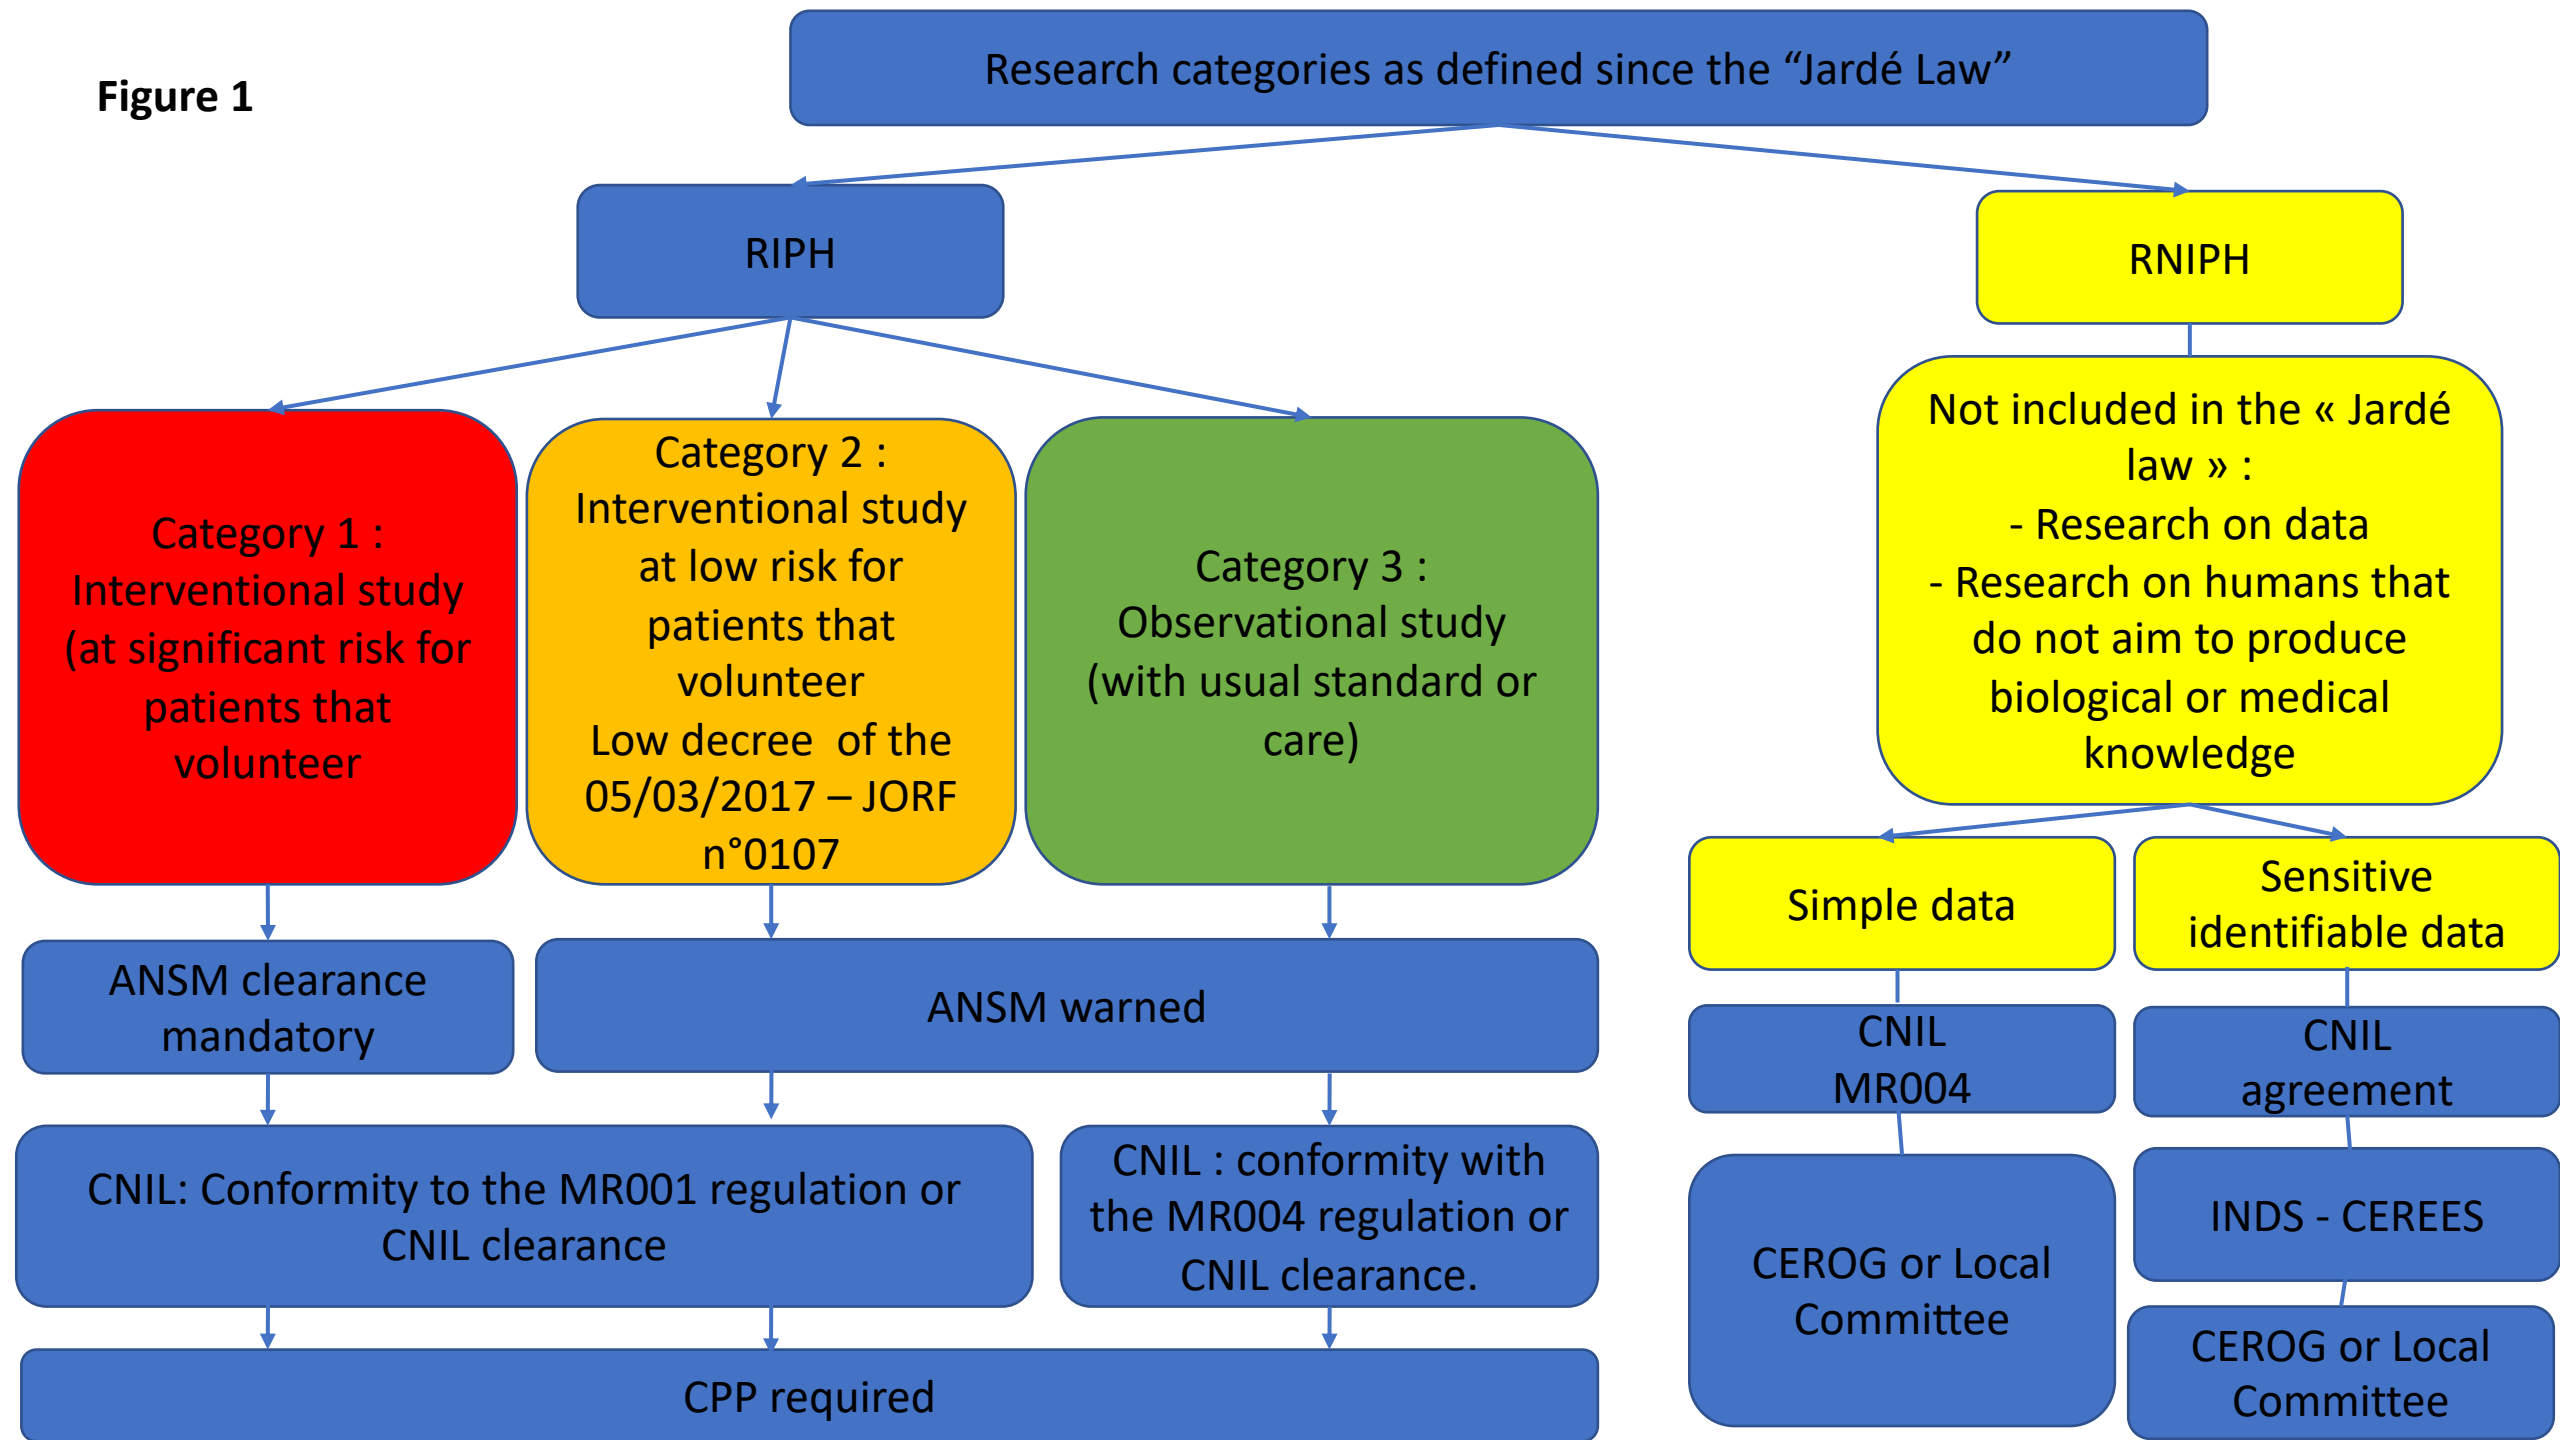 Figure 1
Research categories as defined since the “Jardé Law”
RIPH
RNIPH
Category 1 :
Interventional study
(at significant risk for
patients that
volunteer
Category 2 :
Interventional study
at low risk for
patients that
volunteer
Low decree  of the
05/03/2017 – JORF
n°0107
Category 3 :
Observational study
(with usual standard or
care)
Not included in the « Jardé
law » :
- Research on data
- Research on humans that
do not aim to produce
biological or medical
knowledge
Simple data
Sensitive
identifiable data
ANSM clearance
mandatory
ANSM warned
CNIL
MR004
CNIL
agreement
CNIL: Conformity to the MR001 regulation or
CNIL clearance
CNIL : conformity with
the MR004 regulation or
CNIL clearance.
CEROG or Local
Committee
INDS - CEREES
CEROG or Local
Committee
CPP required